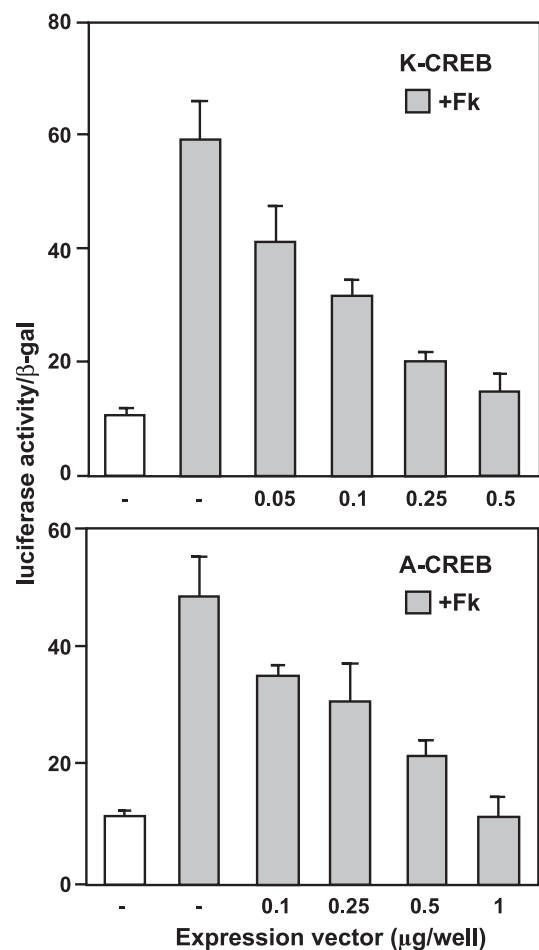 80
K-CREB
+Fk
60
40
20
0
- - 0.05 0.1 0.25 0.5
luciferase activity/β-gal
60
A-CREB
+Fk
40
20
0
- - 0.1 0.25 0.5 1
Expression vector (μg/well)